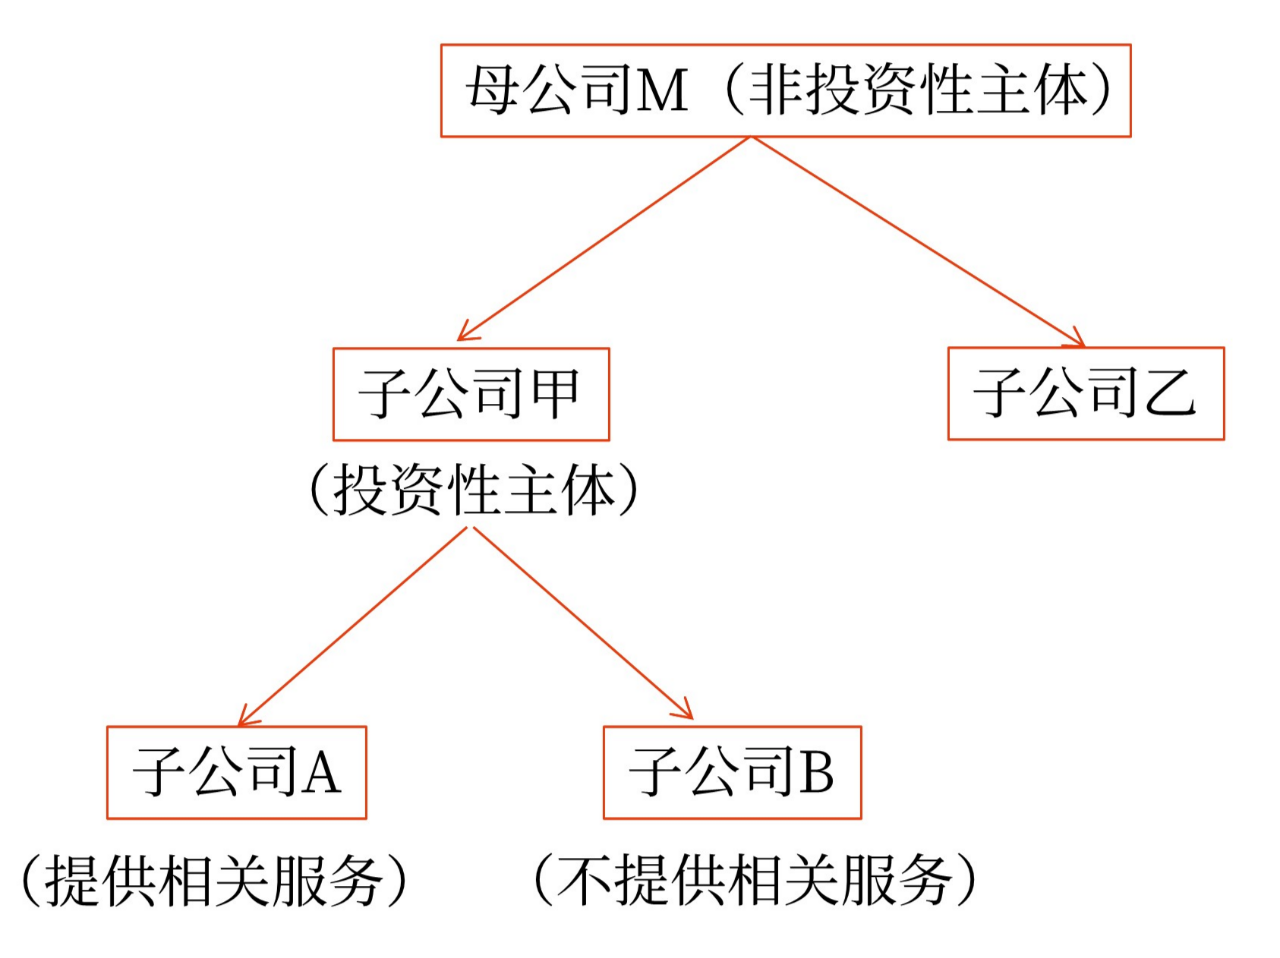 母公司M（非投资性主体）
子公司甲
子公司乙
（投资性主体）
子公司A
子公司B
（提供相关服务）
（不提供相关服务）